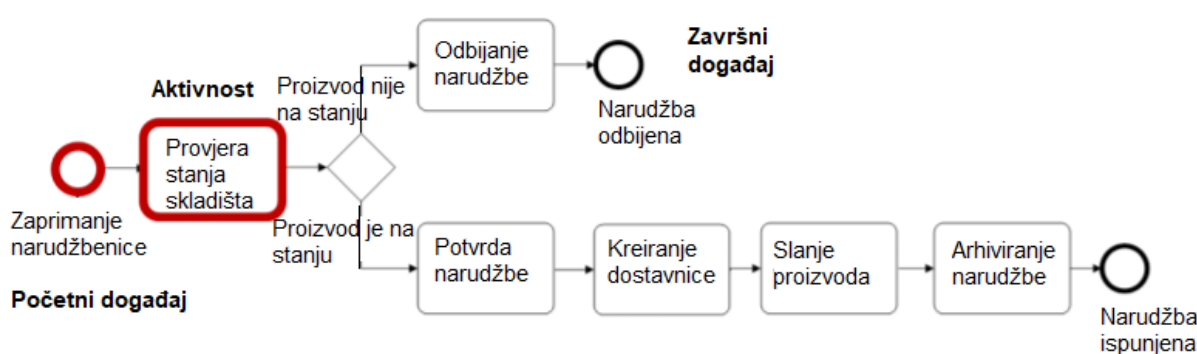 Zaprimanje
narudžbenice
Početni događaj
Aktivnost
Provjera
stanja
skladišta
Proizvod nije
na stanju
Odbijanje
narudžbe
Narudžba
odbijena
Završni
događaj
Proizvod je na
stanju
Potvrda
narudžbe
Kreiranje
dostavnice
Slanje
proizvoda
Arhiviranje
narudžbe
Narudžba
ispunjena